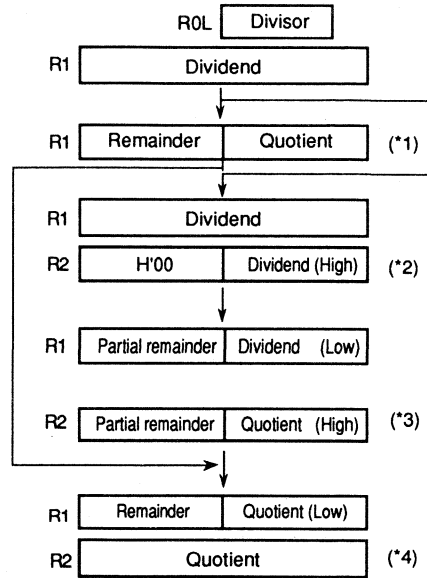 R0L Divisor
R1 Dividend
R1 Remainder Quotient (*1)
R1 Dividend
R2 H'00 Dividend (High) (*2)
R1 Partial remainder Dividend (Low)
R2 Partial remainder Quotient (High) (*3)
R1 Remainder Quotient (Low)
R2 Quotient (*4)